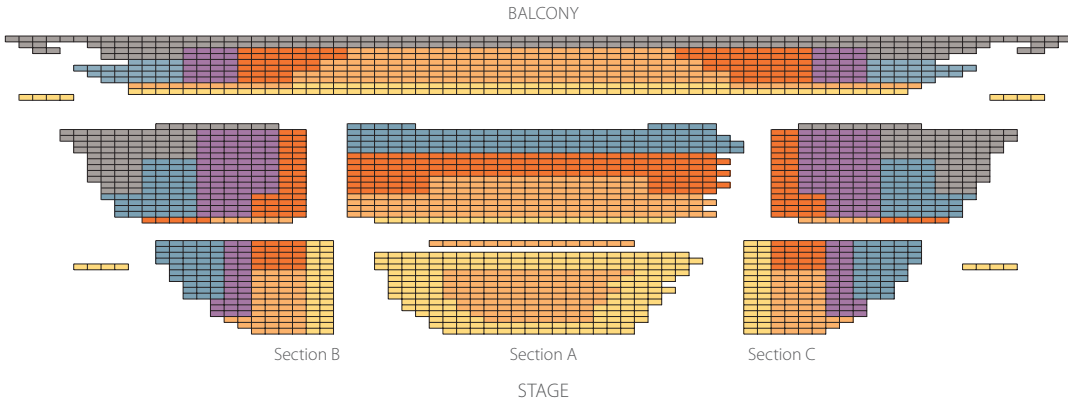 BALCONY
Section B
Section A
Section C
STAGE